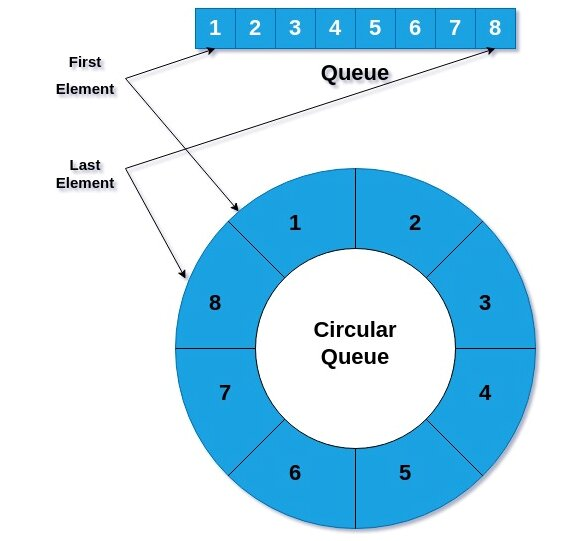 1 2 3 4 5 6 7 8
Queue
First
Element
Last
Element
1
2
3
4
5
6
7
8
Circular
Queue